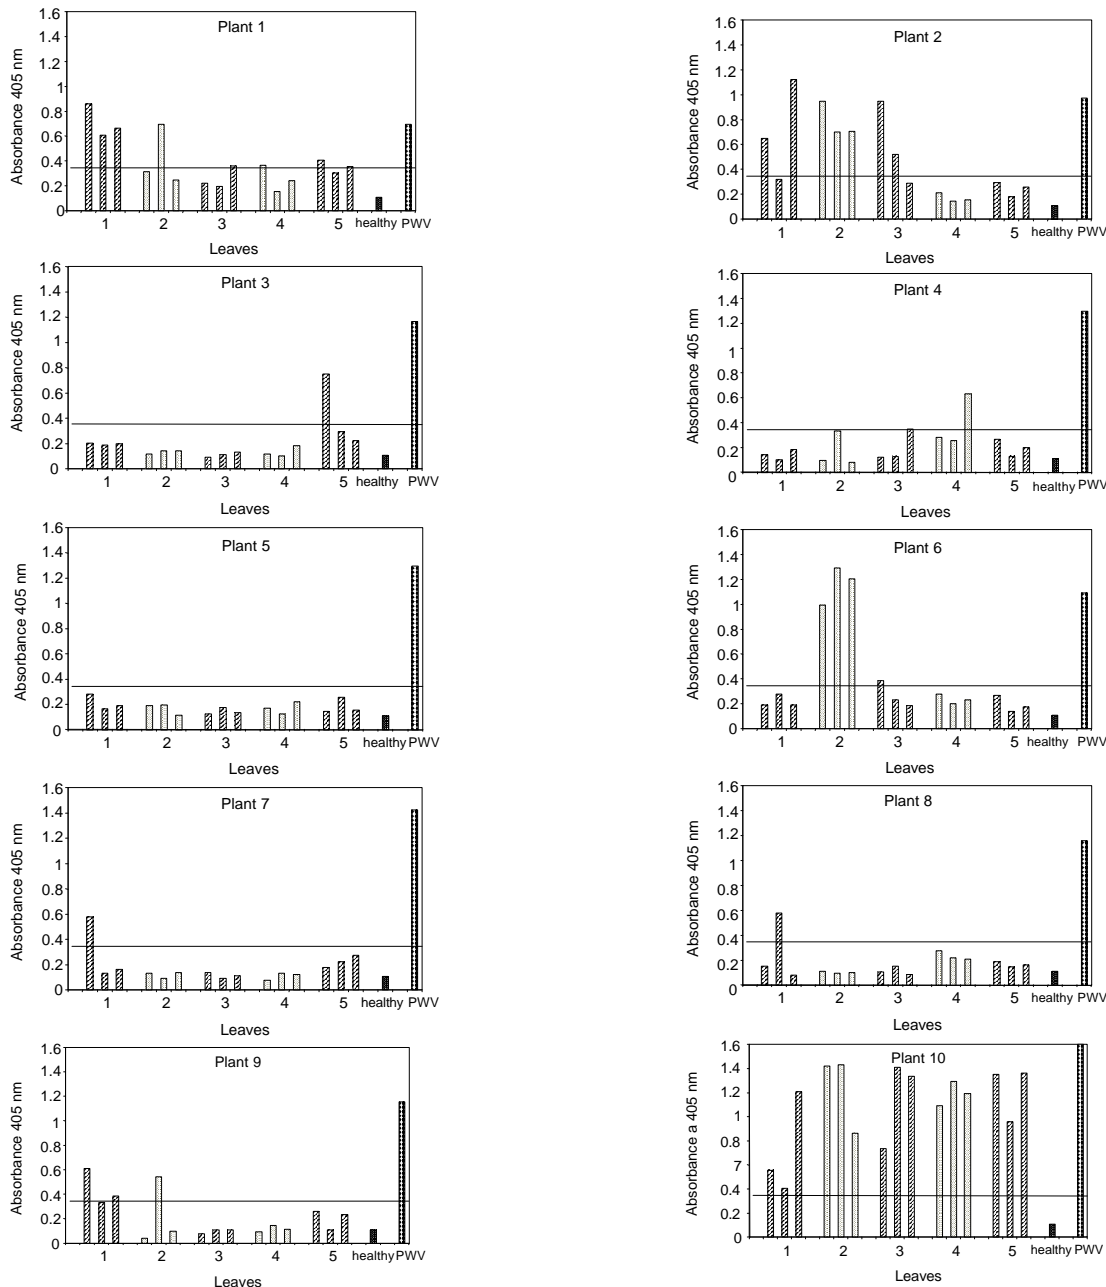 Plant 1
Absorbance 405 nm
1.6
1.4
1.2
1
0.8
0.6
0.4
0.2
0
1 2 3 4 5 healthy PWV
Leaves
Plant 2
Absorbance 405 nm
1.6
1.4
1.2
1
0.8
0.6
0.4
0.2
0
1 2 3 4 5 healthy PWV
Leaves
Plant 3
Absorbance 405 nm
1.6
1.4
1.2
1
0.8
0.6
0.4
0.2
0
1 2 3 4 5 healthy PWV
Leaves
Plant 4
Absorbance 405 nm
1.6
1.4
1.2
1
0.8
0.6
0.4
0.2
0
1 2 3 4 5 healthy PWV
Leaves
Plant 5
Absorbance 405 nm
1.6
1.4
1.2
1
0.8
0.6
0.4
0.2
0
1 2 3 4 5 healthy PWV
Leaves
Plant 6
Absorbance 405 nm
1.6
1.4
1.2
1
0.8
0.6
0.4
0.2
0
1 2 3 4 5 healthy PWV
Leaves
Plant 7
Absorbance 405 nm
1.6
1.4
1.2
1
0.8
0.6
0.4
0.2
0
1 2 3 4 5 healthy PWV
Leaves
Plant 8
Absorbance 405 nm
1.6
1.4
1.2
1
0.8
0.6
0.4
0.2
0
1 2 3 4 5 healthy PWV
Leaves
Plant 9
Absorbance 405 nm
1.6
1.4
1.2
1
0.8
0.6
0.4
0.2
0
1 2 3 4 5 healthy PWV
Leaves
Plant 10
Absorbance a 405 nm
1.6
1.4
1.2
1
0.8
7
0.4
0.2
0
1 2 3 4 5 healthy PWV
Leaves